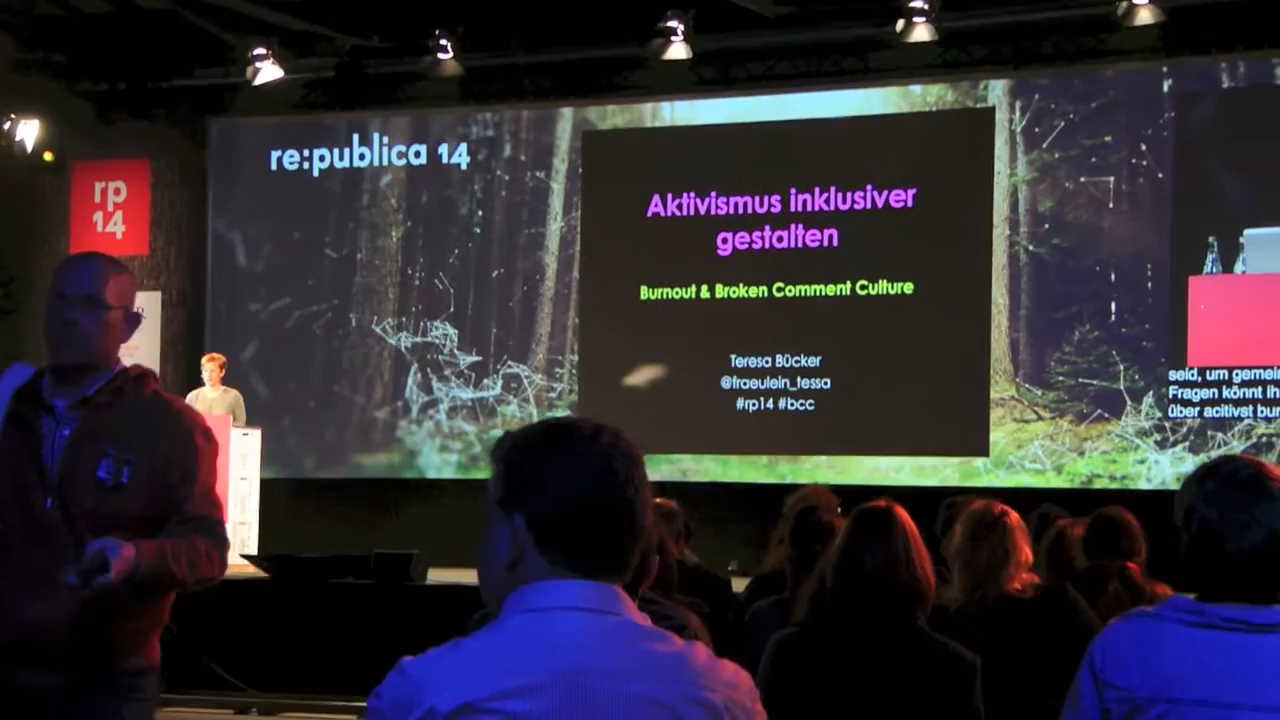 re:publica 14
rp
14
Aktivismus inklusiver
gestalten
Burnout & Broken Comment Culture
Teresa Bücker
@fraeulein_tessa
#rp14 #bcc
seid, um gemein
Fragen könnt ih
über acitivst bur